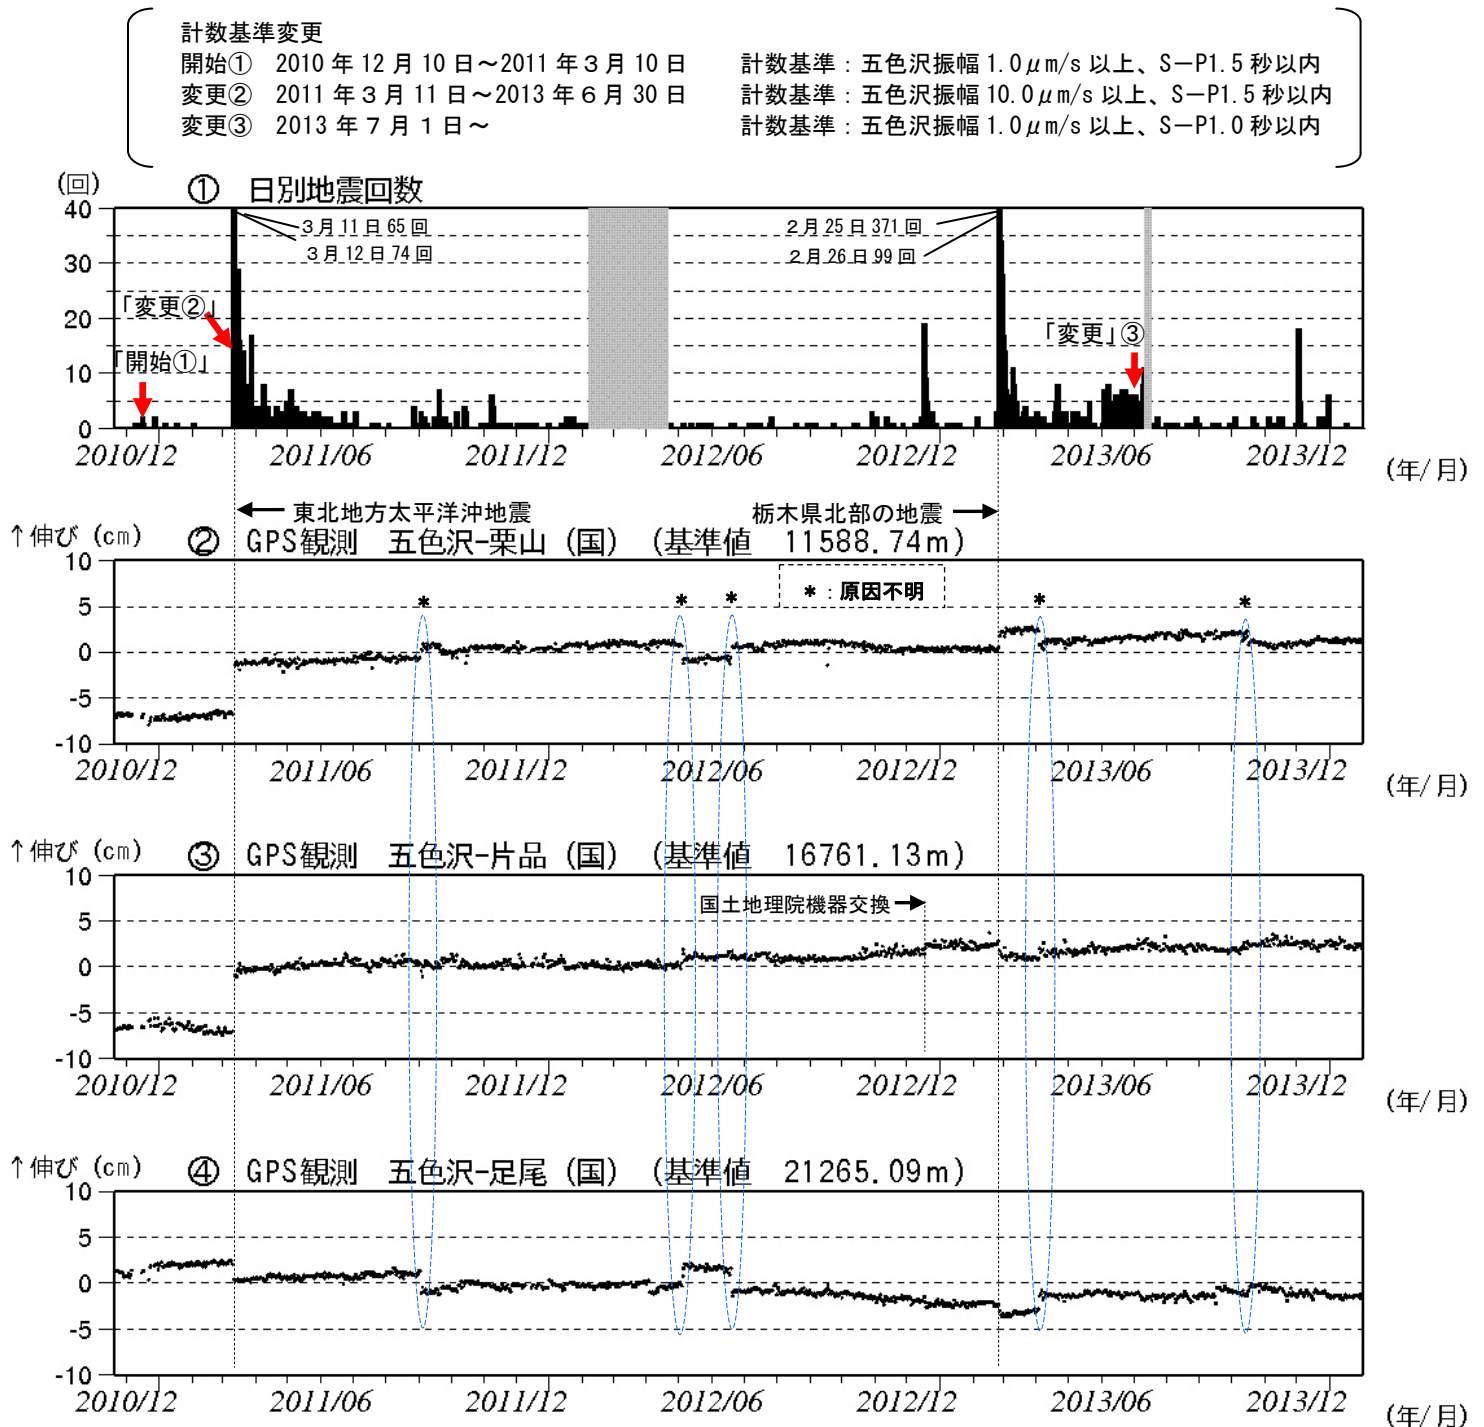 計数基準変更
開始① 2010年12月10日～2011年3月10日 計数基準：五色沢振幅1.0μm/s以上、S－P1.5秒以内
変更② 2011年3月11日～2013年6月30日 計数基準：五色沢振幅10.0μm/s以上、S－P1.5秒以内
変更③ 2013年7月1日～ 計数基準：五色沢振幅1.0μm/s以上、S－P1.0秒以内
(回) ① 日別地震回数
40
3月11日65回 2月25日371回
3月12日74回 2月26日99回
30
「変更②」
20
「変更」③
「開始①」
10
0
2010/12 2011/06 2011/12 2012/06 2012/12 2013/06 2013/12 (年/月)
東北地方太平洋沖地震 栃木県北部の地震
↑伸び (cm) ② GPS観測 五色沢-栗山 (国) (基準値 11588.74m)
10
＊：原因不明
* * * * *
5
0
-5
-10
2010/12 2011/06 2011/12 2012/06 2012/12 2013/06 2013/12 (年/月)
↑伸び (cm) ③ GPS観測 五色沢-片品 (国) (基準値 16761.13m)
10
国土地理院機器交換
5
0
-5
-10
2010/12 2011/06 2011/12 2012/06 2012/12 2013/06 2013/12 (年/月)
↑伸び (cm) ④ GPS観測 五色沢-足尾 (国) (基準値 21265.09m)
10
5
0
-5
-10
2010/12 2011/06 2011/12 2012/06 2012/12 2013/06 2013/12 (年/月)